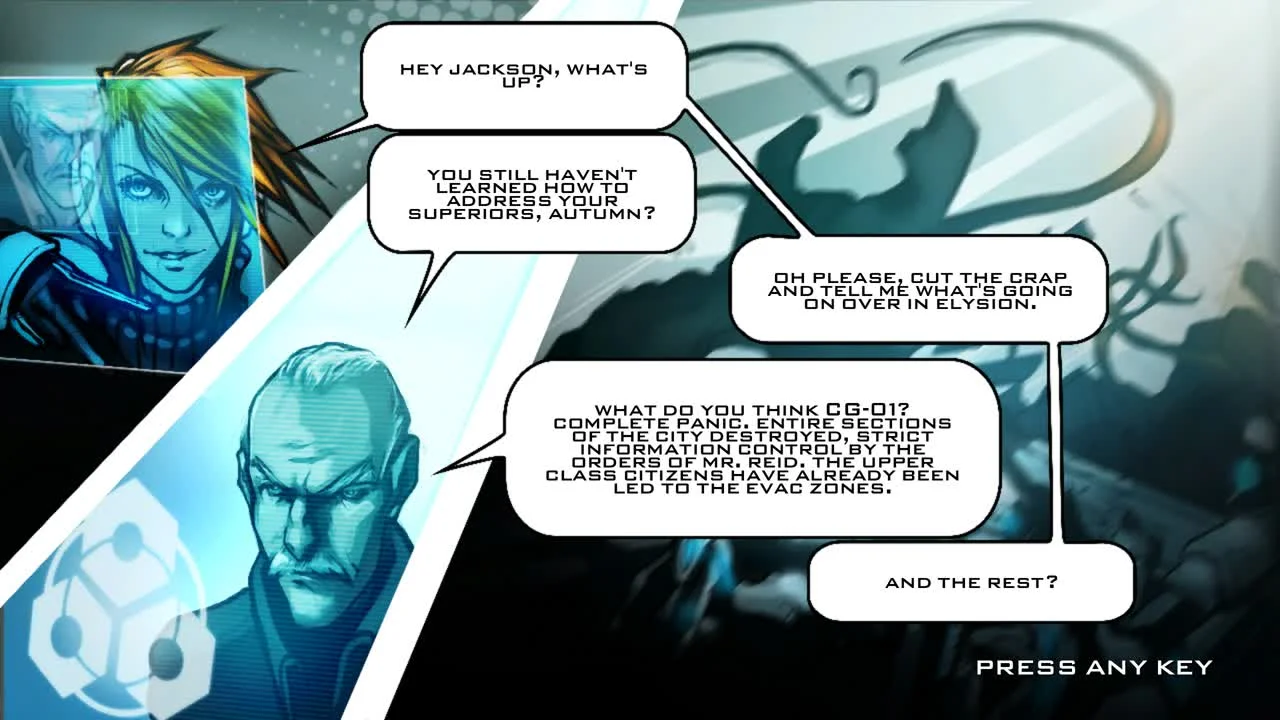 HEY JACKSON, WHAT'S
UP?
YOU STILL HAVEN'T
LEARNED HOW TO
ADDRESS YOUR
SUPERIORS, AUTUMN?
OH PLEASE, CUT THE CRAP
AND TELL ME WHAT'S GOING
ON OVER IN ELYSION.
WHAT DO YOU THINK CG-01?
COMPLETE PANIC. ENTIRE SECTIONS
OF THE CITY DESTROYED, STRICT
INFORMATION CONTROL BY THE
ORDERS OF MR. REID. THE UPPER
CLASS CITIZENS HAVE ALREADY BEEN
LED TO THE EVAC ZONES.
AND THE REST?
PRESS ANY KEY